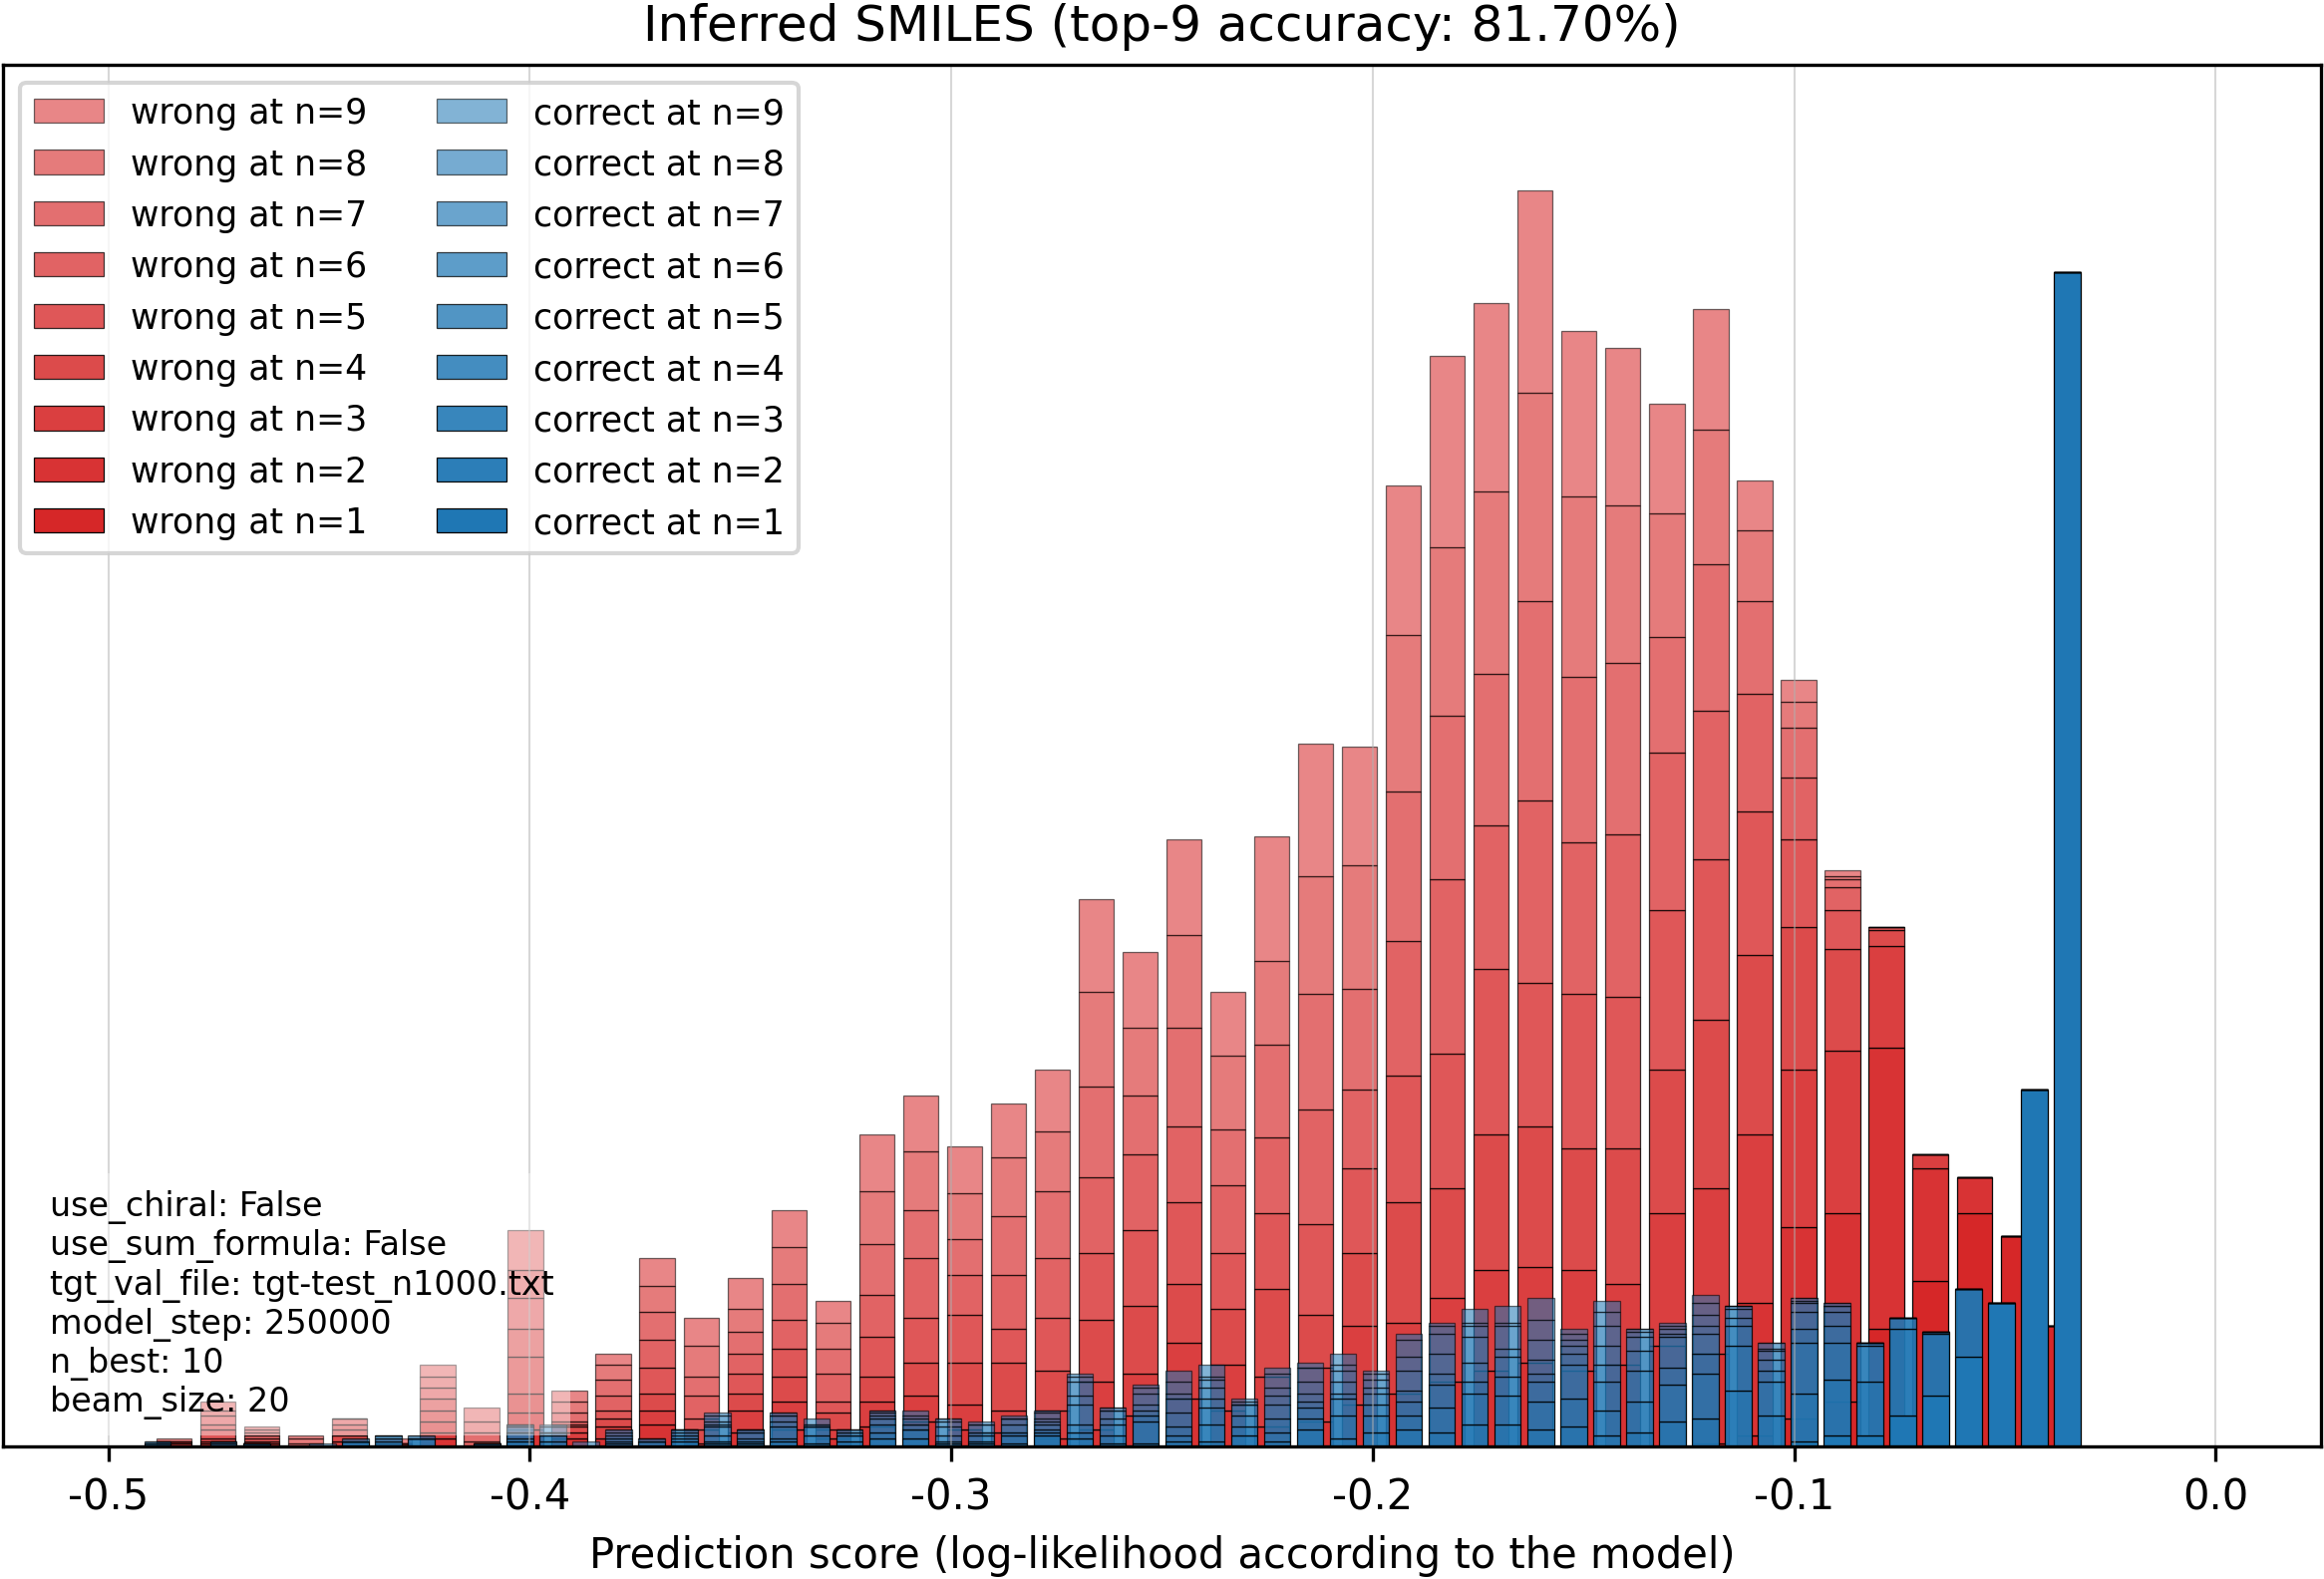 Inferred SMILES (top-9 accuracy: 81.70%)
wrong at n=9
wrong at n=8
wrong at n=7
wrong at n=6
wrong at n=5
wrong at n=4
wrong at n=3
wrong at n=2
wrong at n=1
correct at n=9
correct at n=8
correct at n=7
correct at n=6
correct at n=5
correct at n=4
correct at n=3
correct at n=2
correct at n=1
use_chiral: False
use_sum_formula: False
tgt_val_file: tgt-test_n1000.txt
model_step: 250000
n_best: 10
beam_size: 20
-0.5 -0.4 -0.3 -0.2 -0.1 0.0
Prediction score (log-likelihood according to the model)